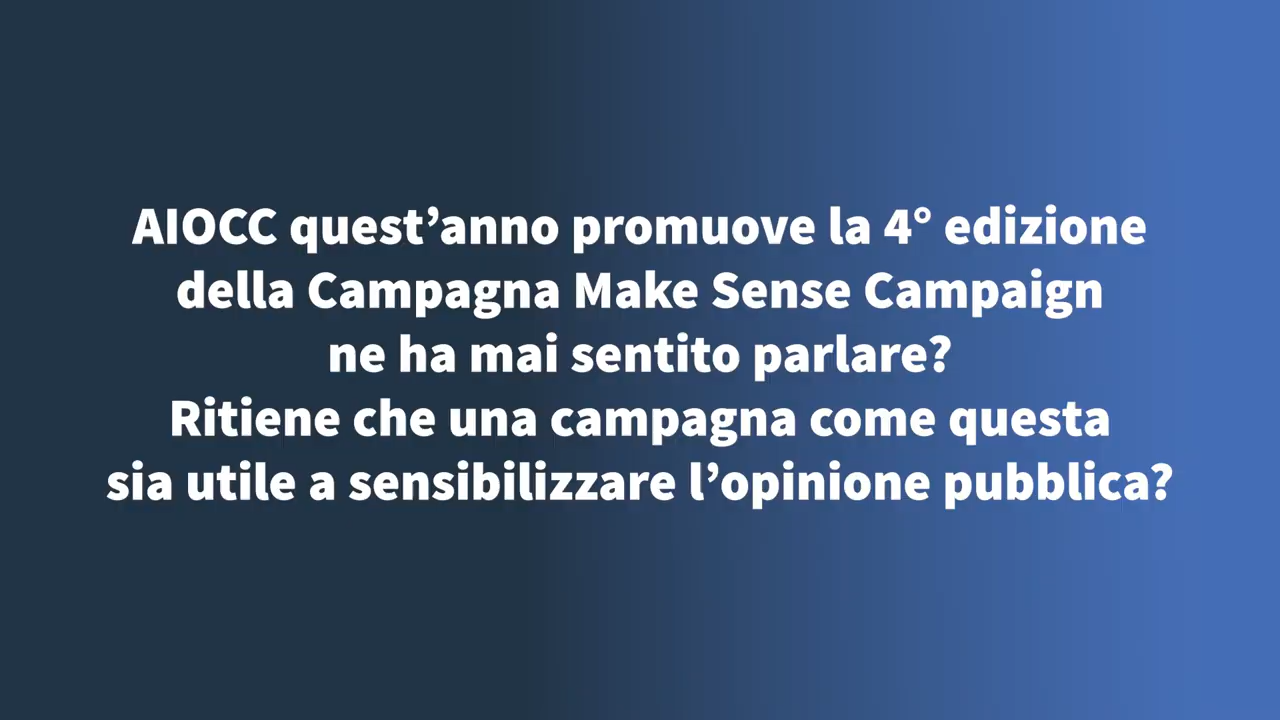 AIOCC quest’anno promuove la 4° edizione
della Campagna Make Sense Campaign
ne ha mai sentito parlare?
Ritiene che una campagna come questa
sia utile a sensibilizzare l’opinione pubblica?